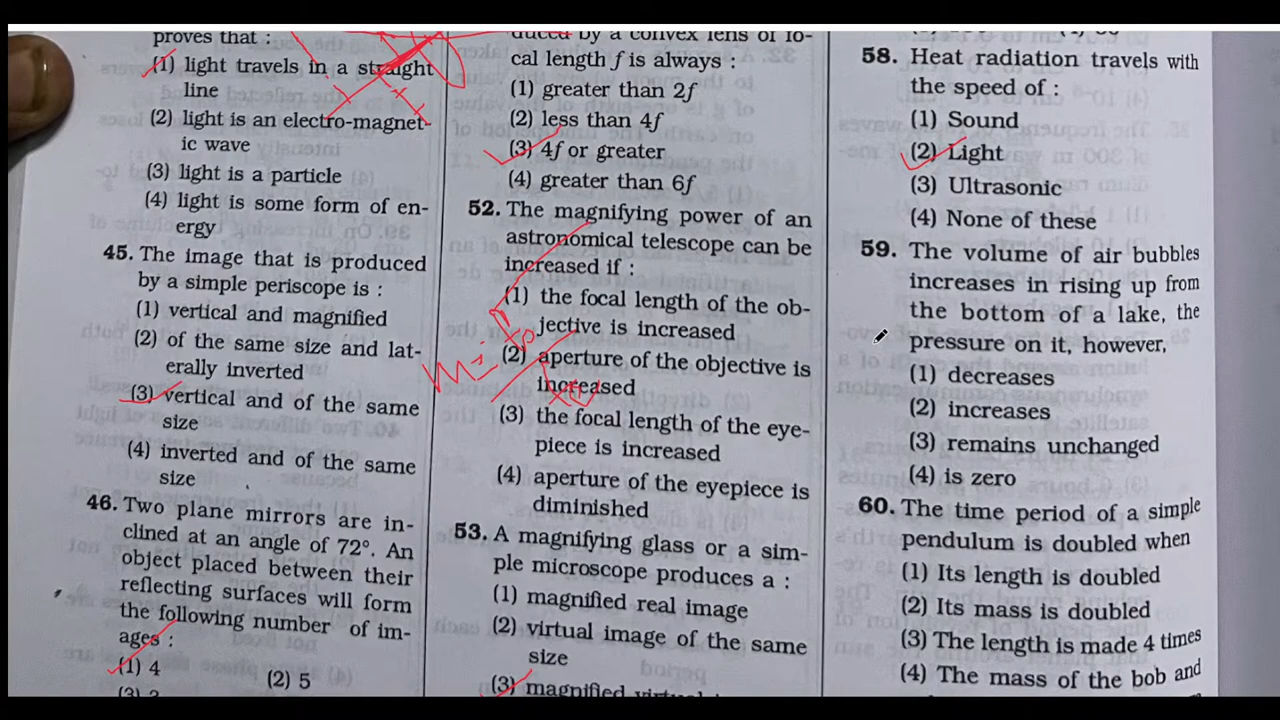 proves that :
(1) light travels in a straight
line
(2) light is an electro-magnet-
ic wave
(3) light is a particle
(4) light is some form of en-
ergy
45. The image that is produced
by a simple periscope is :
(1) vertical and magnified
(2) of the same size and lat-
erally inverted
(3) vertical and of the same
size
(4) inverted and of the same
size
46. Two plane mirrors are in-
clined at an angle of 72°. An
object placed between their
reflecting surfaces will form
the following number of im-
ages :
(1) 4 (2) 5
duced by a convex lens of fo-
cal length f is always :
(1) greater than 2f
(2) less than 4f
(3) 4f or greater
(4) greater than 6f
52. The magnifying power of an
astronomical telescope can be
increased if :
(1) the focal length of the ob-
jective is increased
(2) aperture of the objective is
increased
(3) the focal length of the eye-
piece is increased
(4) aperture of the eyepiece is
diminished
53. A magnifying glass or a sim-
ple microscope produces a :
(1) magnified real image
(2) virtual image of the same
size
(3) magnified virtual
58. Heat radiation travels with
the speed of :
(1) Sound
(2) Light
(3) Ultrasonic
(4) None of these
59. The volume of air bubbles
increases in rising up from
the bottom of a lake, the
pressure on it, however,
(1) decreases
(2) increases
(3) remains unchanged
(4) is zero
60. The time period of a simple
pendulum is doubled when
(1) Its length is doubled
(2) Its mass is doubled
(3) The length is made 4 times
(4) The mass of the bob and